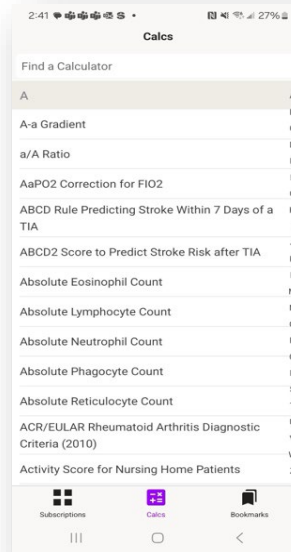 2:41
27%
Calcs
Find a Calculator
A
A-a Gradient
a/A Ratio
AaPO2 Correction for FIO2
ABCD Rule Predicting Stroke Within 7 Days of a
TIA
ABCD2 Score to Predict Stroke Risk after TIA
Absolute Eosinophil Count
Absolute Lymphocyte Count
Absolute Neutrophil Count
Absolute Phagocyte Count
Absolute Reticulocyte Count
ACR/EULAR Rheumatoid Arthritis Diagnostic
Criteria (2010)
Activity Score for Nursing Home Patients
Subscriptions
Calcs
Bookmarks